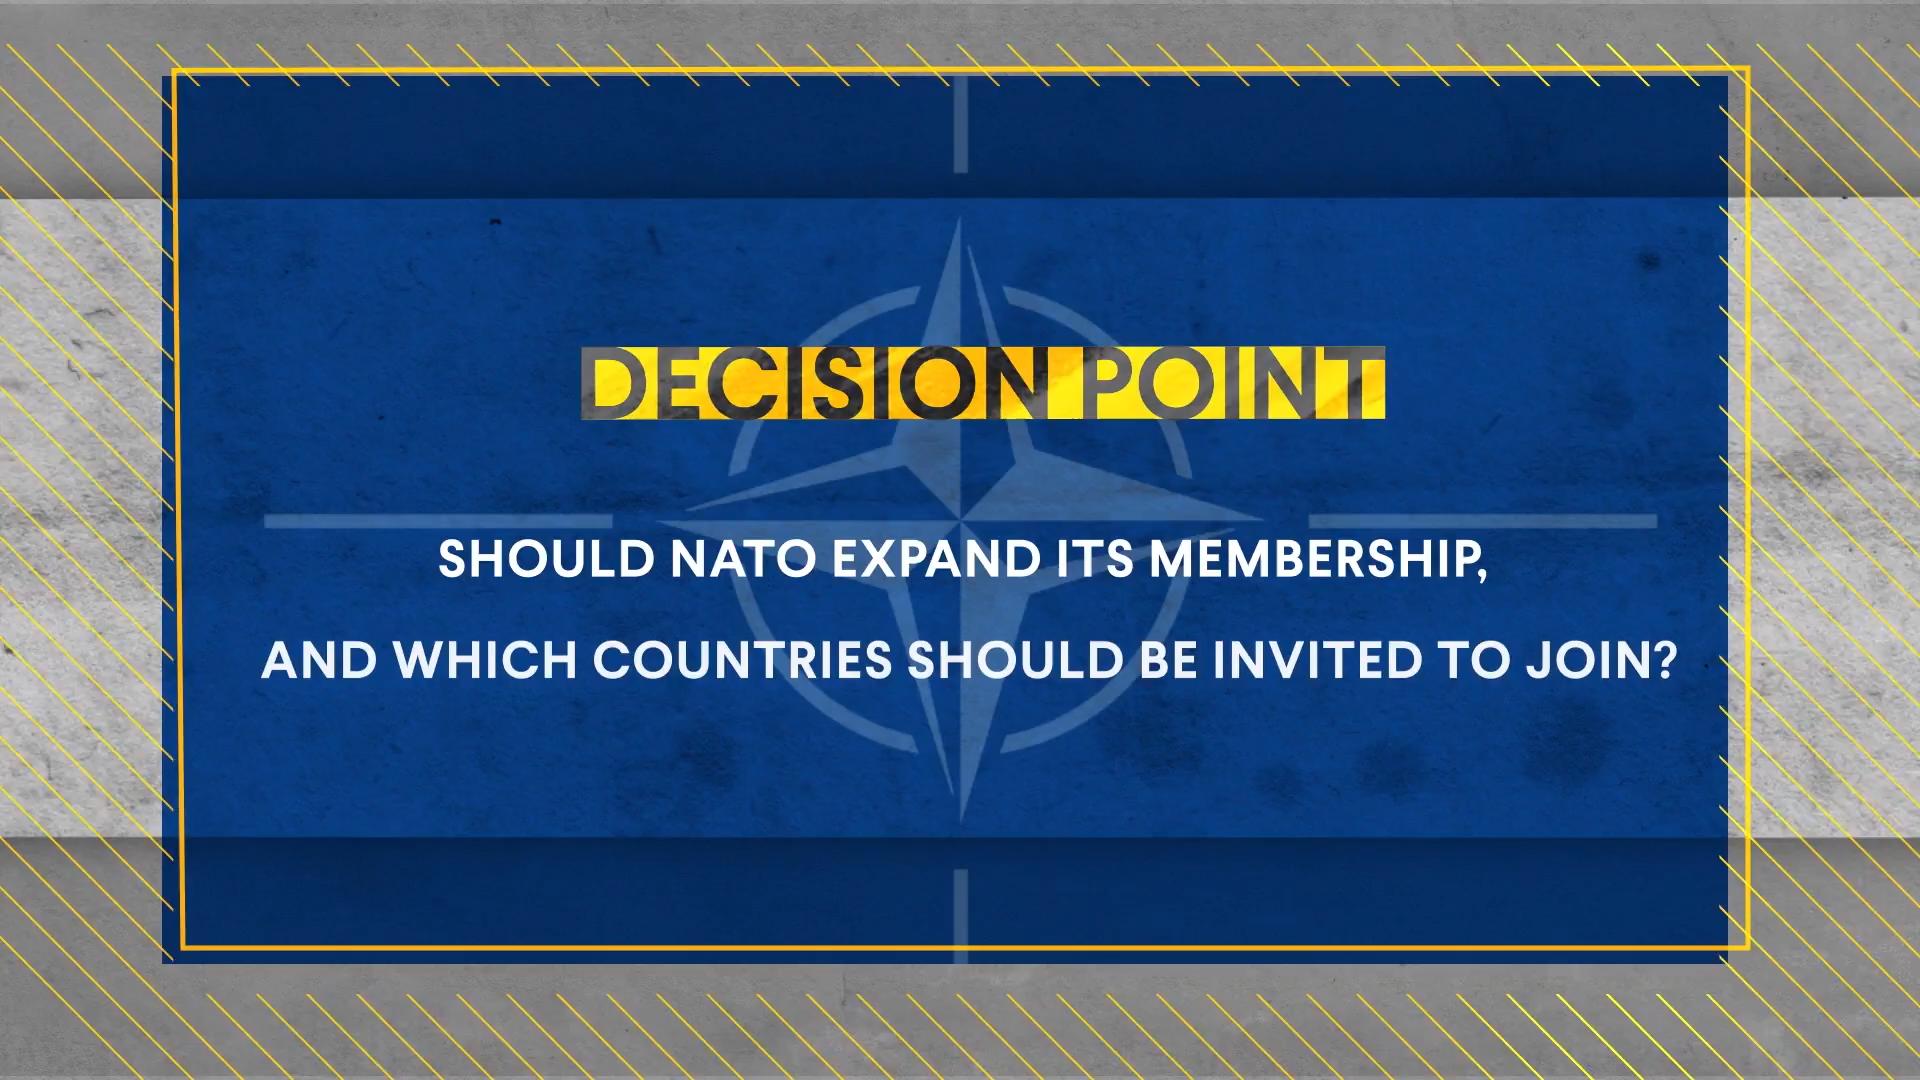 DECISION POINT
SHOULD NATO EXPAND ITS MEMBERSHIP,
AND WHICH COUNTRIES SHOULD BE INVITED TO JOIN?